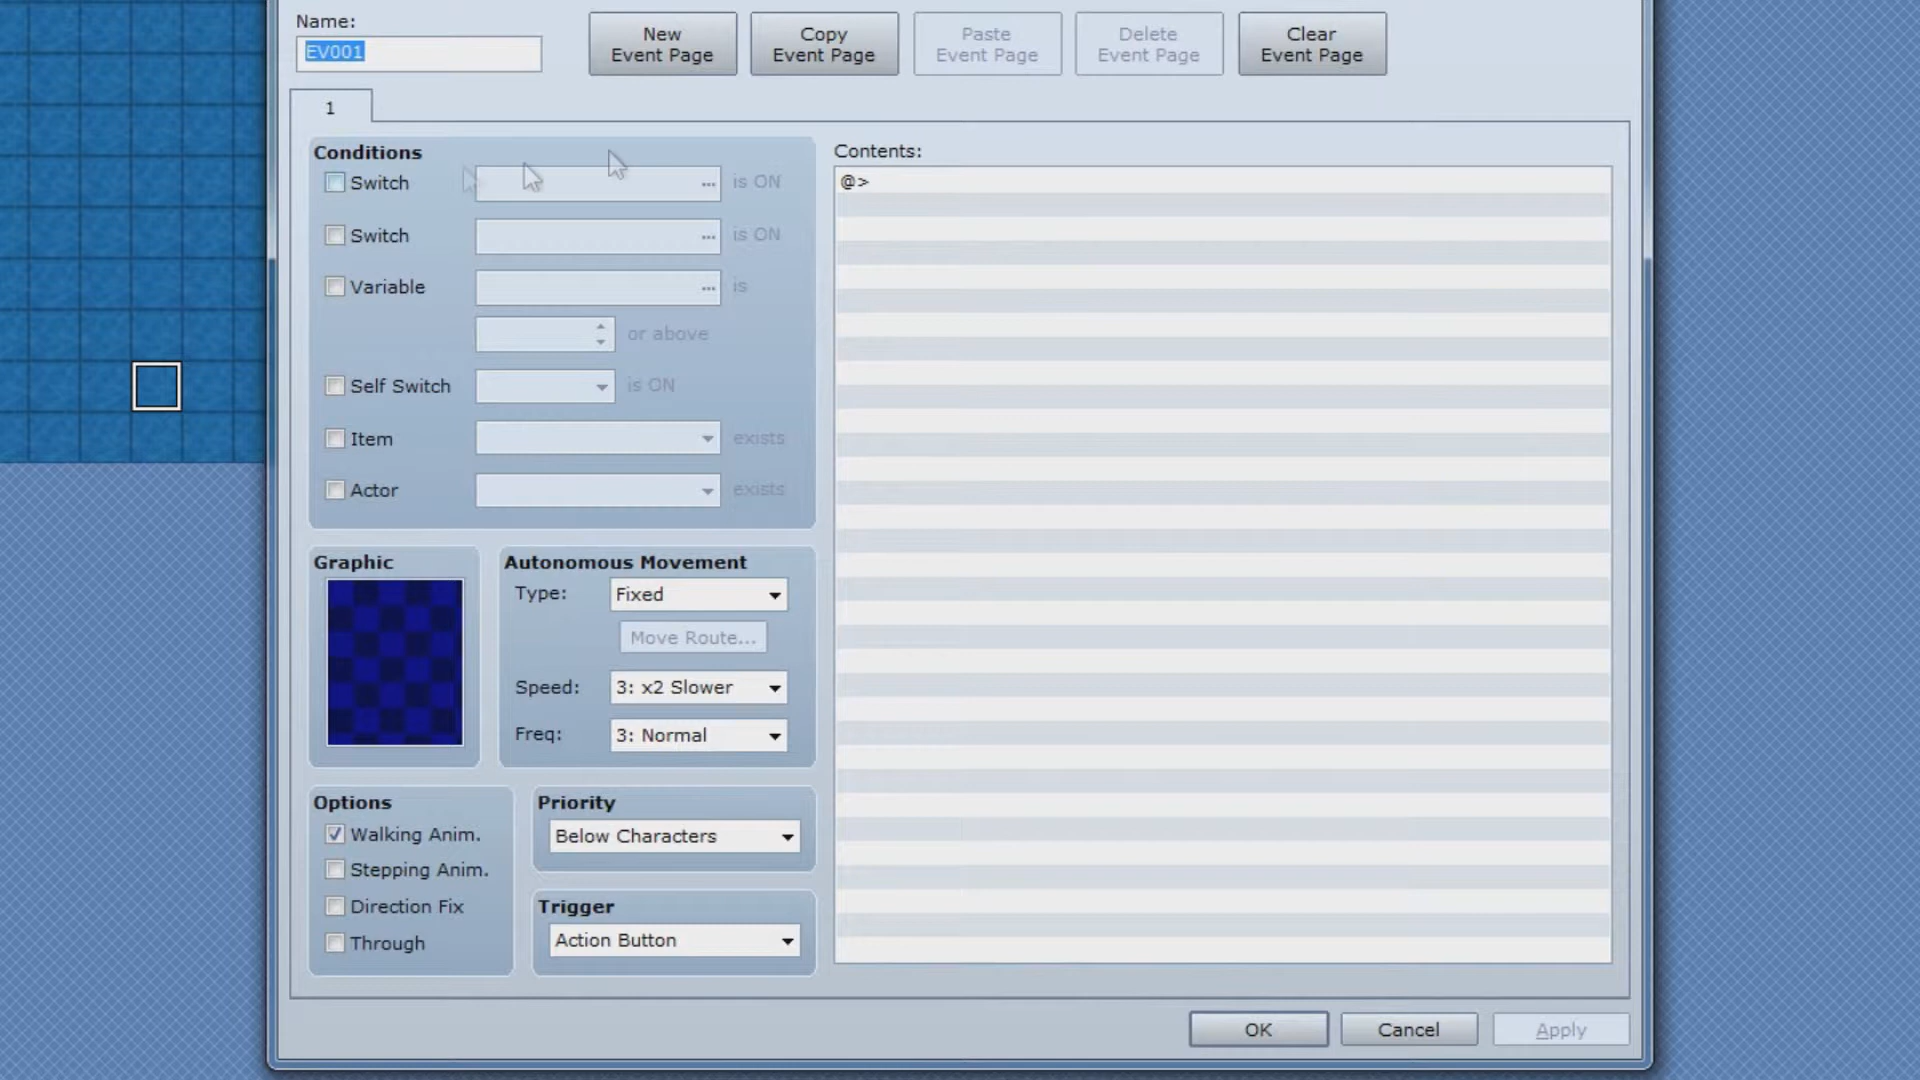 Name:
EV001
New
Event Page
Copy
Event Page
Paste
Event Page
Delete
Event Page
Clear
Event Page
1
Conditions
Switch ... is ON
Switch ... is ON
Variable ... is
or above
Self Switch is ON
Item exists
Actor exists
Contents:
@>
Graphic
Autonomous Movement
Type: Fixed
Move Route...
Speed: 3: x2 Slower
Freq: 3: Normal
Options
Walking Anim.
Stepping Anim.
Direction Fix
Through
Priority
Below Characters
Trigger
Action Button
OK
Cancel
Apply